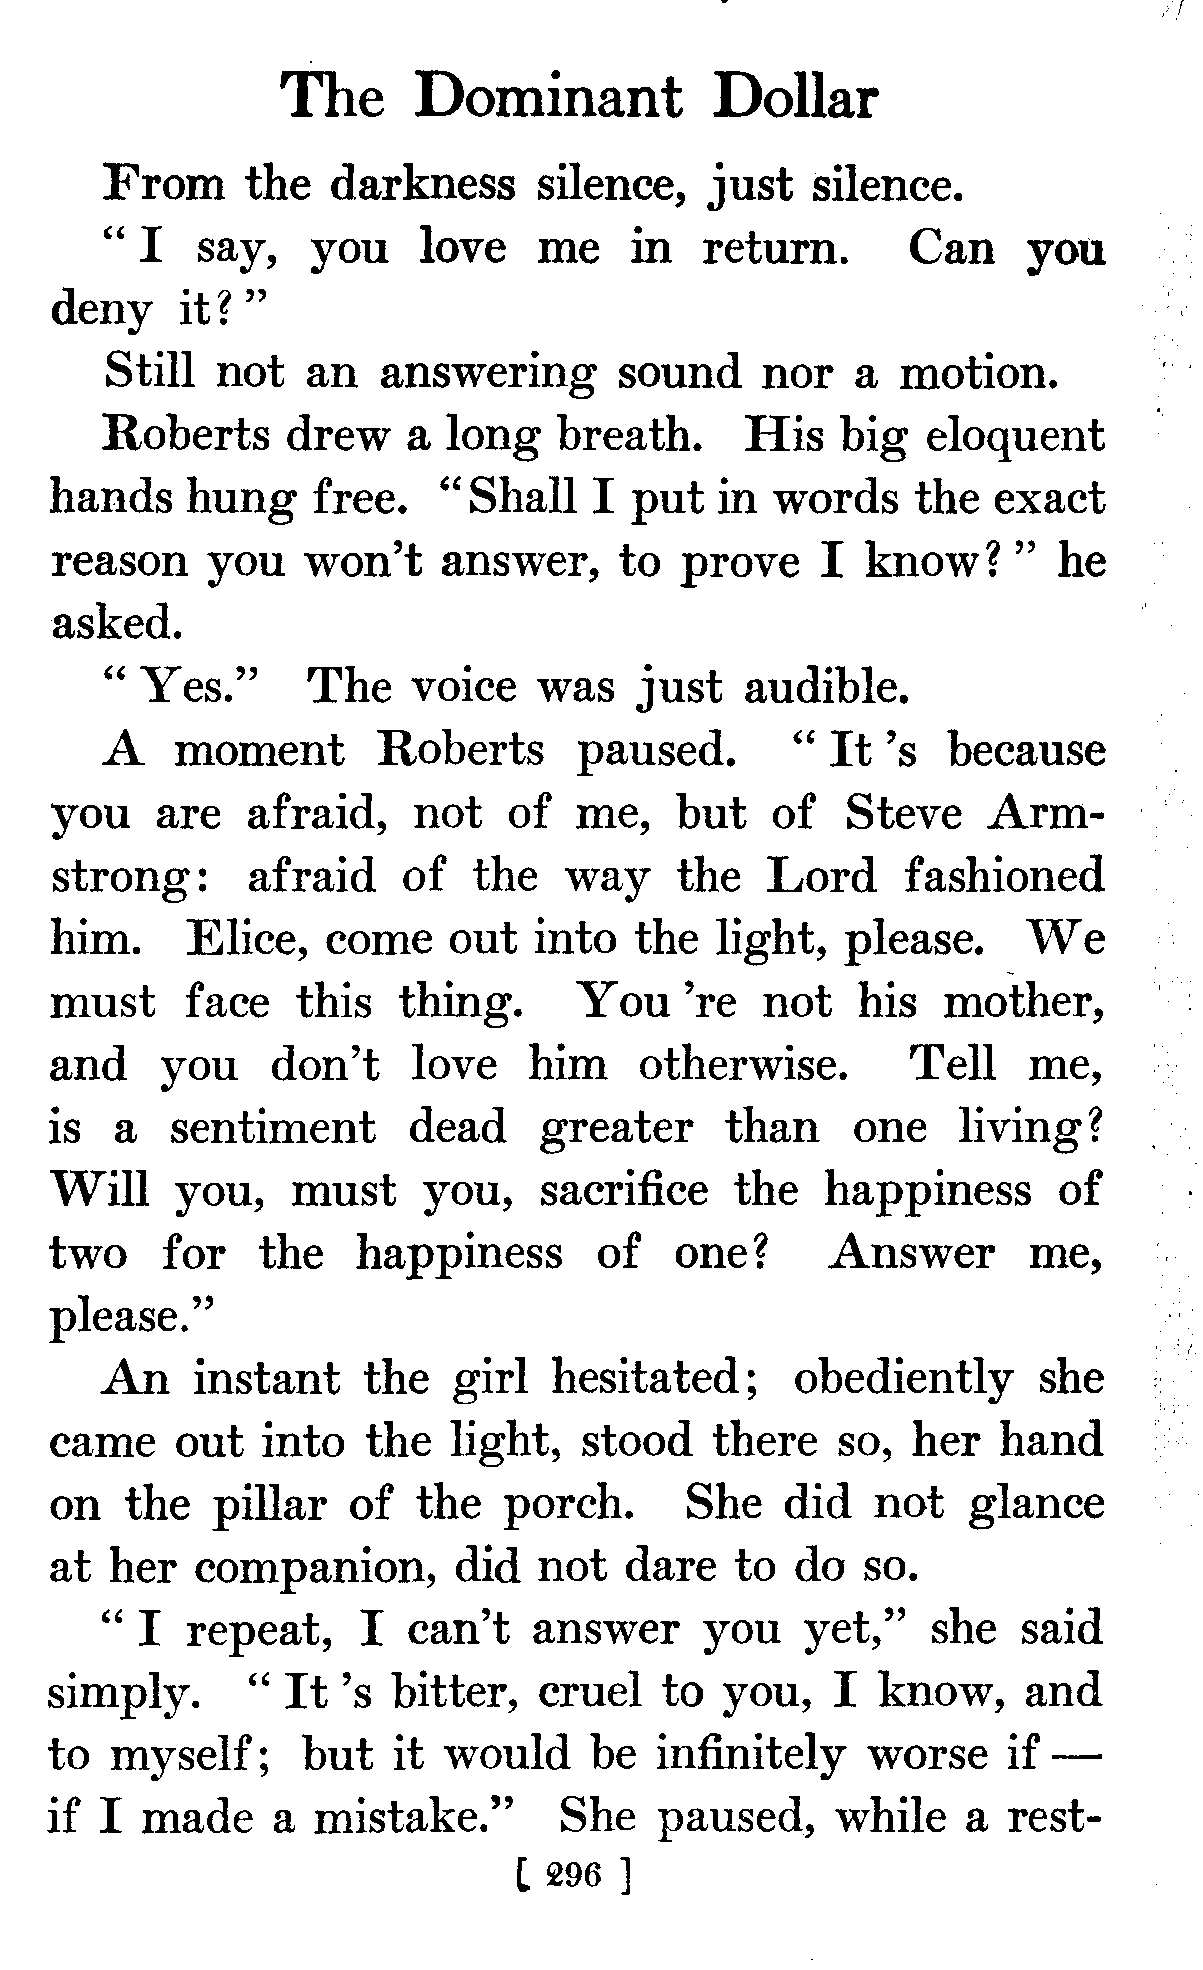 The Dominant Dollar
From the darkness silence, just silence.
“ I say, you love me in return. Can you
deny it? ”
Still not an answering sound nor a motion.
Roberts drew a long breath. His big eloquent
hands hung free. “Shall I put in words the exact
reason you won’t answer, to prove I know? ” he
asked.
“ Yes.” The voice was just audible.
A moment Roberts paused. “ It ’s because
you are afraid, not of me, but of Steve Arm-
strong: afraid of the way the Lord fashioned
him. Elice, come out into the light, please. We
must face this thing. You ’re not his mother,
and you don’t love him otherwise. Tell me,
is a sentiment dead greater than one living?
Will you, must you, sacrifice the happiness of
two for the happiness of one? Answer me,
please.”
An instant the girl hesitated; obediently she
came out into the light, stood there so, her hand
on the pillar of the porch. She did not glance
at her companion, did not dare to do so.
“ I repeat, I can’t answer you yet,” she said
simply. “ It ’s bitter, cruel to you, I know, and
to myself; but it would be infinitely worse if —
if I made a mistake.” She paused, while a rest-
[ 296 ]